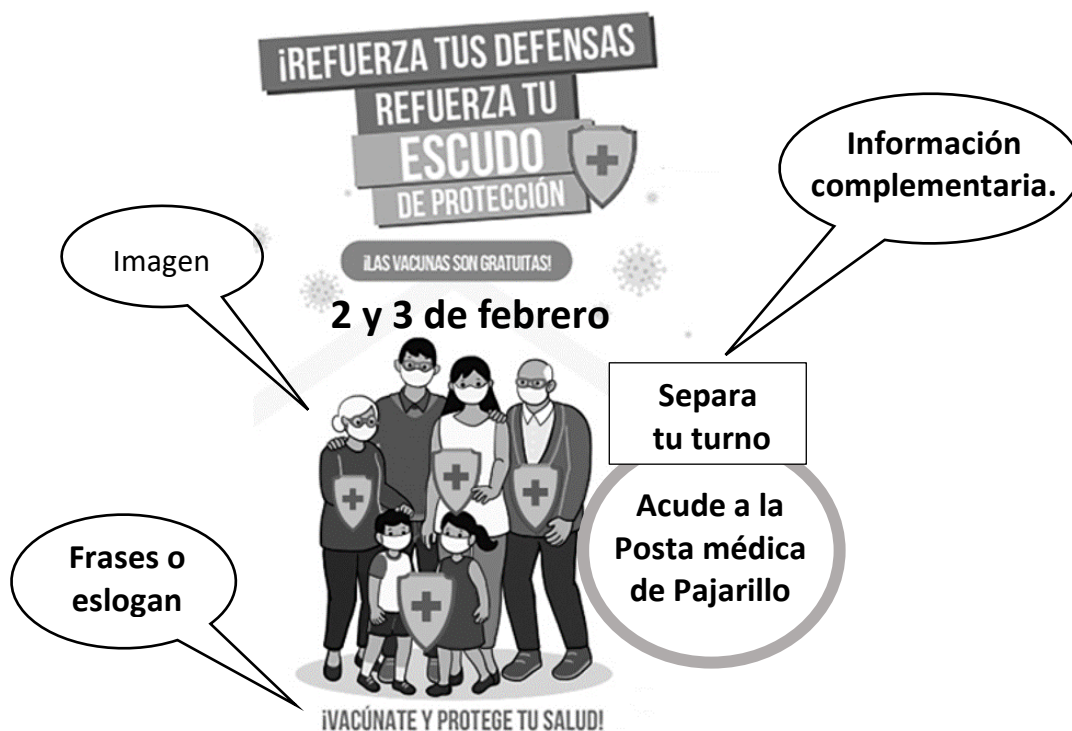 ¡REFUERZA TUS DEFENSAS
REFUERZA TU
ESCUDO
DE PROTECCIÓN
¡LAS VACUNAS SON GRATUITAS!
2 y 3 de febrero
Información
complementaria.
Imagen
Separa
tu turno
Acude a la
Posta médica
de Pajarillo
Frases o
eslogan
¡VACÚNATE Y PROTEGE TU SALUD!